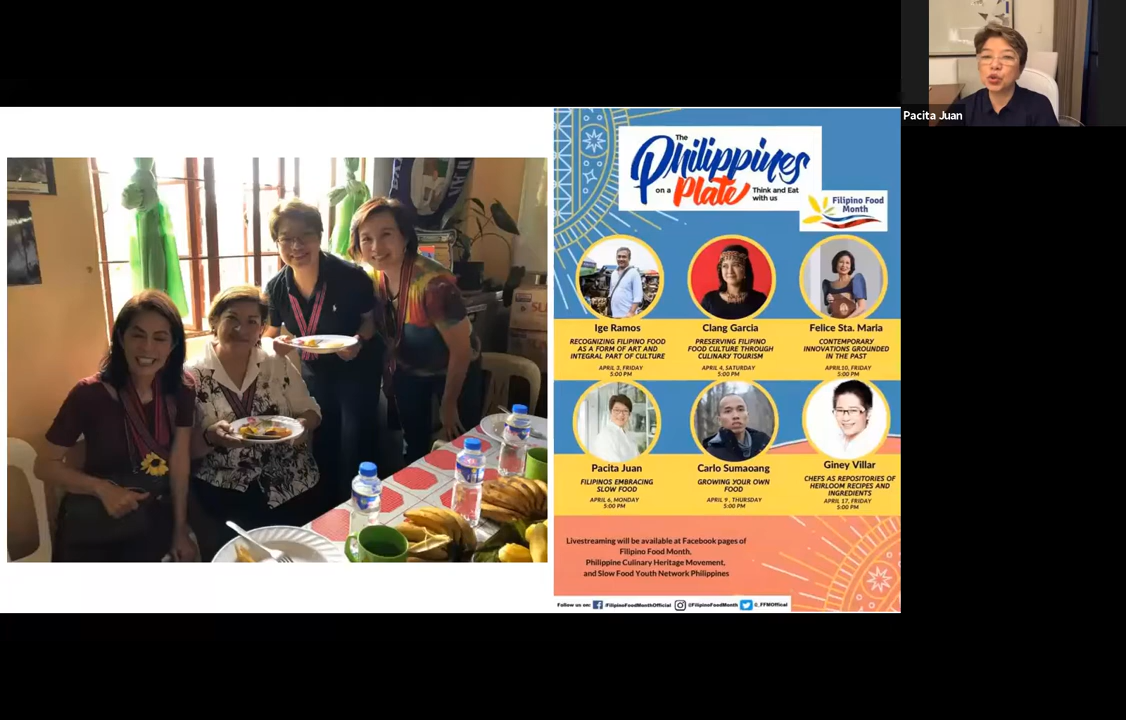 Pacita Juan
The
Philippines
on a Plate
Think and Eat
with us
Filipino Food
Month
Ige Ramos
RECOGNIZING FILIPINO FOOD
AS A FORM OF ART AND
INTEGRAL PART OF CULTURE
APRIL 3, FRIDAY
5:00 PM
Clang Garcia
PRESERVING FILIPINO
FOOD CULTURE THROUGH
CULINARY TOURISM
APRIL 4, SATURDAY
5:00 PM
Felice Sta. Maria
CONTEMPORARY
INNOVATIONS GROUNDED
IN THE PAST
APRIL10, FRIDAY
5:00 PM
Pacita Juan
FILIPINOS EMBRACING
SLOW FOOD
APRIL 6, MONDAY
5:00 PM
Carlo Sumaoang
GROWING YOUR OWN
FOOD
APRIL 9 , THURSDAY
5:00 PM
Giney Villar
CHEFS AS REPOSITORIES OF
HEIRLOOM RECIPES AND
INGREDIENTS
APRIL 17, FRIDAY
5:00 PM
Livestreaming will be available at Facebook pages of
Filipino Food Month,
Philippine Culinary Heritage Movement,
and Slow Food Youth Network Philippines
Follow us on: /FilipinoFoodMonthOfficial @FilipinoFoodMonth @_FFMOffical